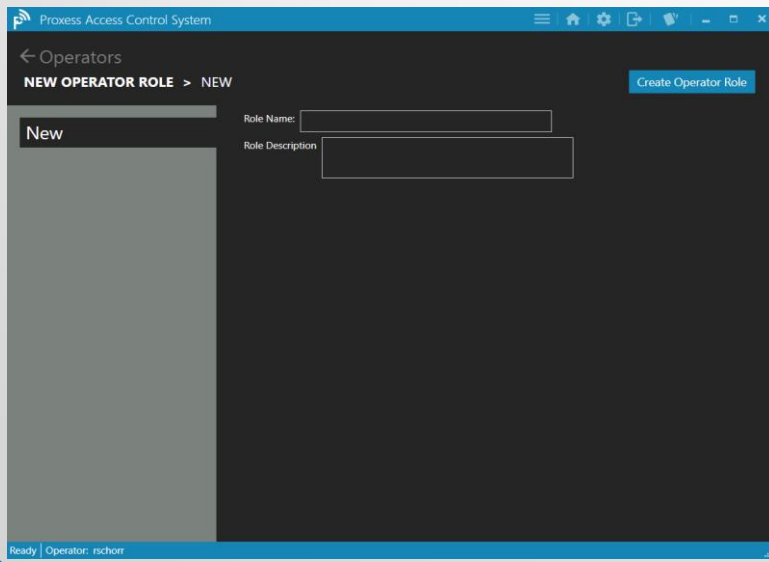 Proxess Access Control System
Operators
NEW OPERATOR ROLE > NEW
Create Operator Role
New
Role Name:
Role Description
Ready | Operator: rschorr